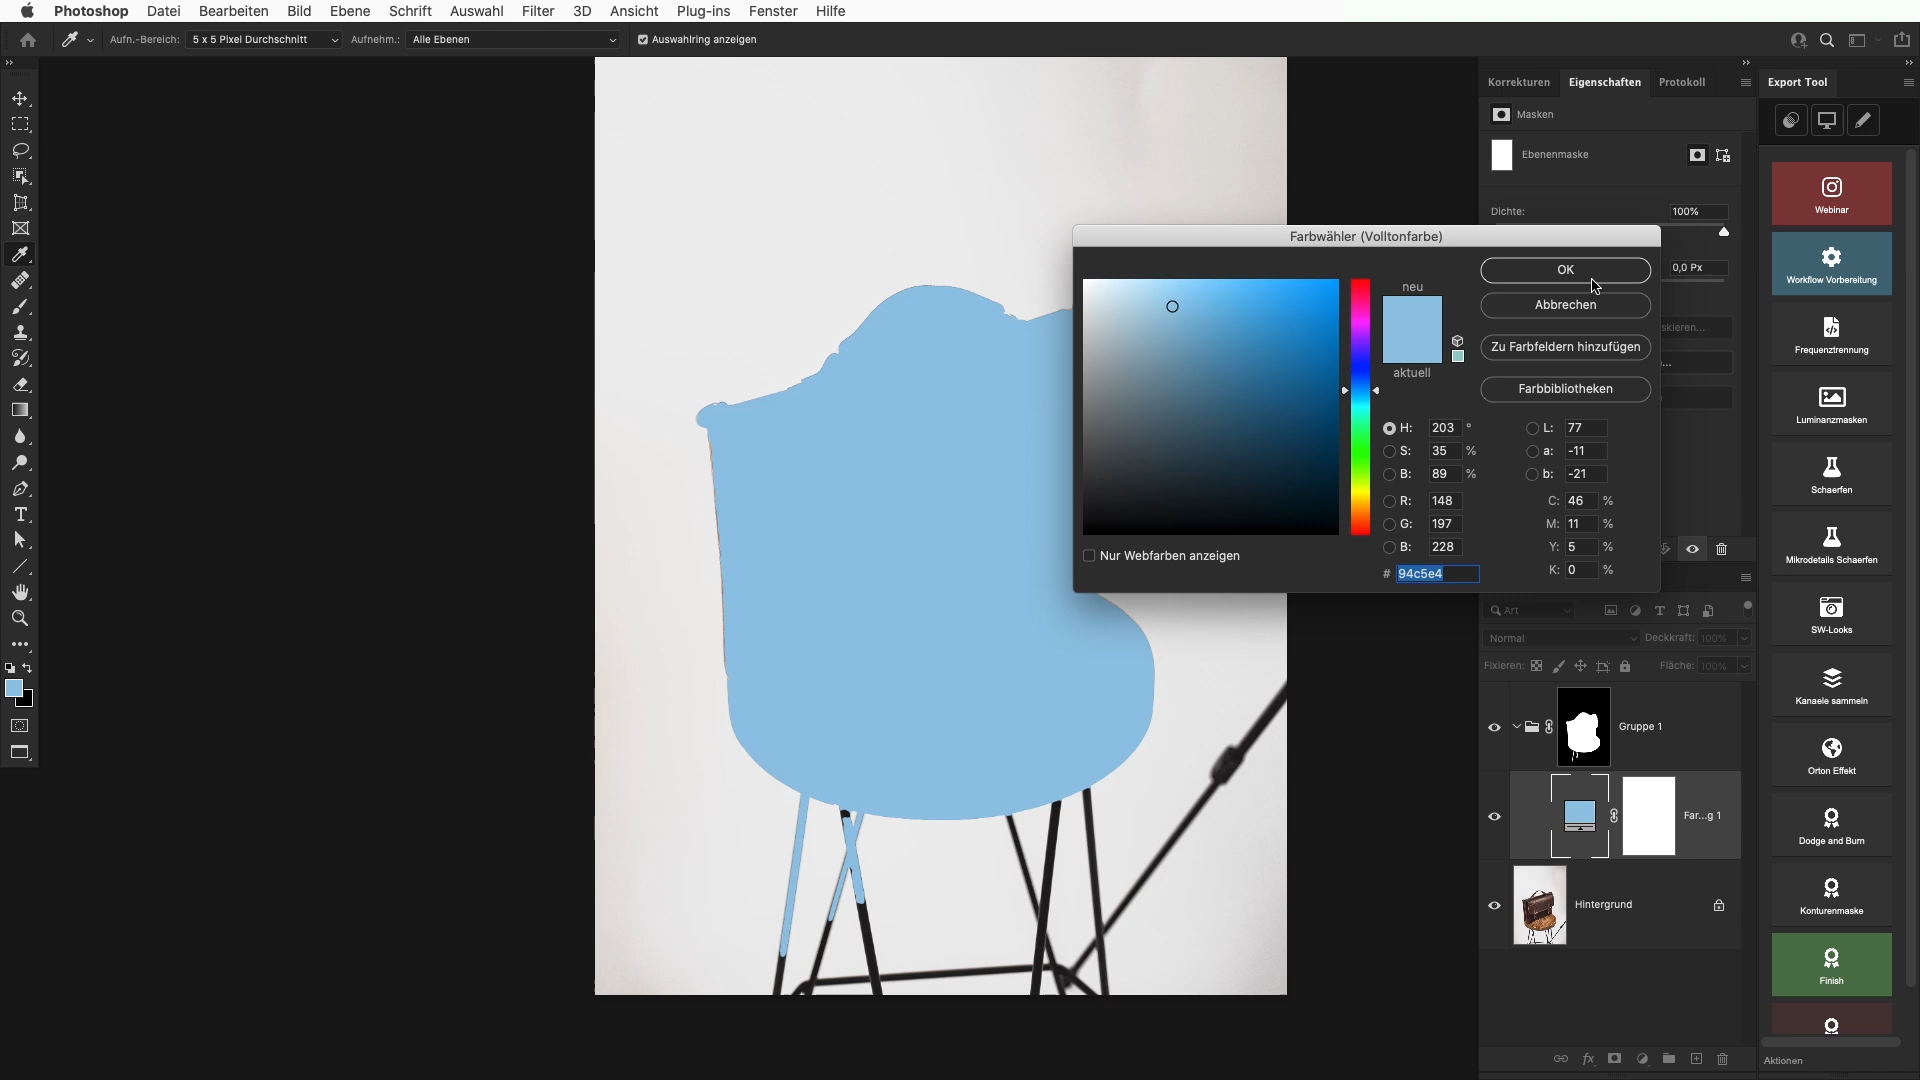 Photoshop Datei Bearbeiten Bild Ebene Schrift Auswahl Filter 3D Ansicht Plug-ins Fenster Hilfe
Aufn.-Bereich: 5 x 5 Pixel Durchschnitt Aufnehm.: Alle Ebenen Auswahlring anzeigen
Korrekturen Eigenschaften Protokoll
Export Tool
Masken
Ebenenmaske
Dichte: 100%
0,0 Px
skieren...
Farbwähler (Volltonfarbe)
neu
aktuell
OK
Abbrechen
Zu Farbfeldern hinzufügen
Farbbibliotheken
H: 203 ° L: 77
S: 35 % a: -11
B: 89 % b: -21
R: 148 C: 46 %
G: 197 M: 11 %
B: 228 Y: 5 %
# 94c5e4 K: 0 %
Nur Webfarben anzeigen
Art
Normal Deckkraft: 100%
Fixieren: Fläche: 100%
Gruppe 1
Far...g 1
Hintergrund
Webinar
Workflow Vorbereitung
Frequenztrennung
Luminanzmasken
Schaerfen
Mikrodetails Schaerfen
SW-Looks
Kanaele sammeln
Orton Effekt
Dodge and Burn
Konturenmaske
Finish
Aktionen